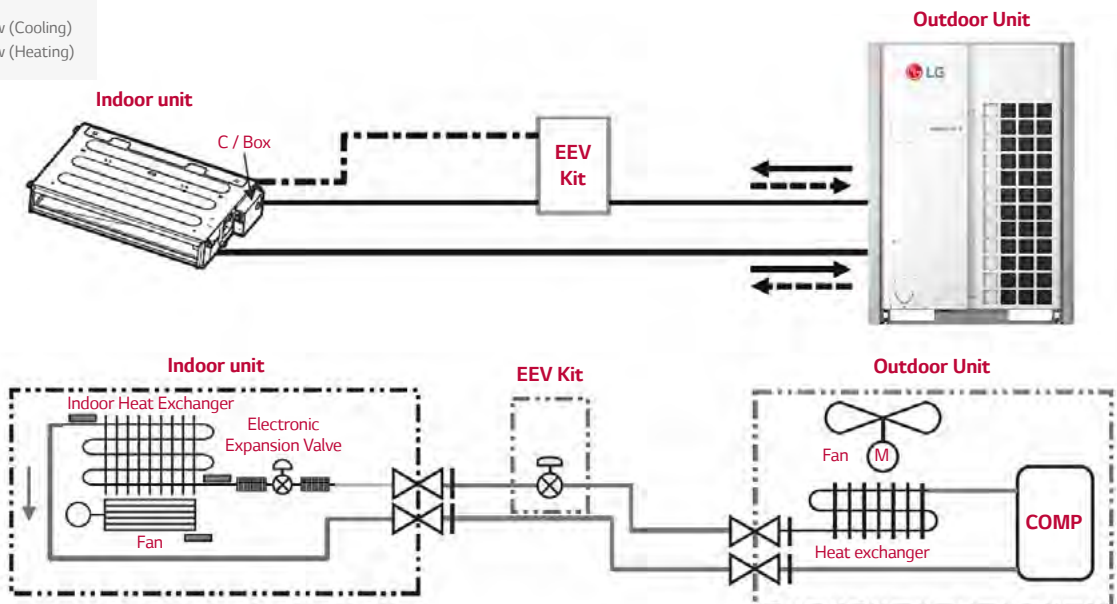 (Cooling)
(Heating)
Outdoor Unit
LG
Indoor unit
C / Box
EEV
Kit
Indoor unit
EEV Kit
Outdoor Unit
Indoor Heat Exchanger
Electronic
Expansion Valve
Fan
M
COMP
Heat exchanger
Fan